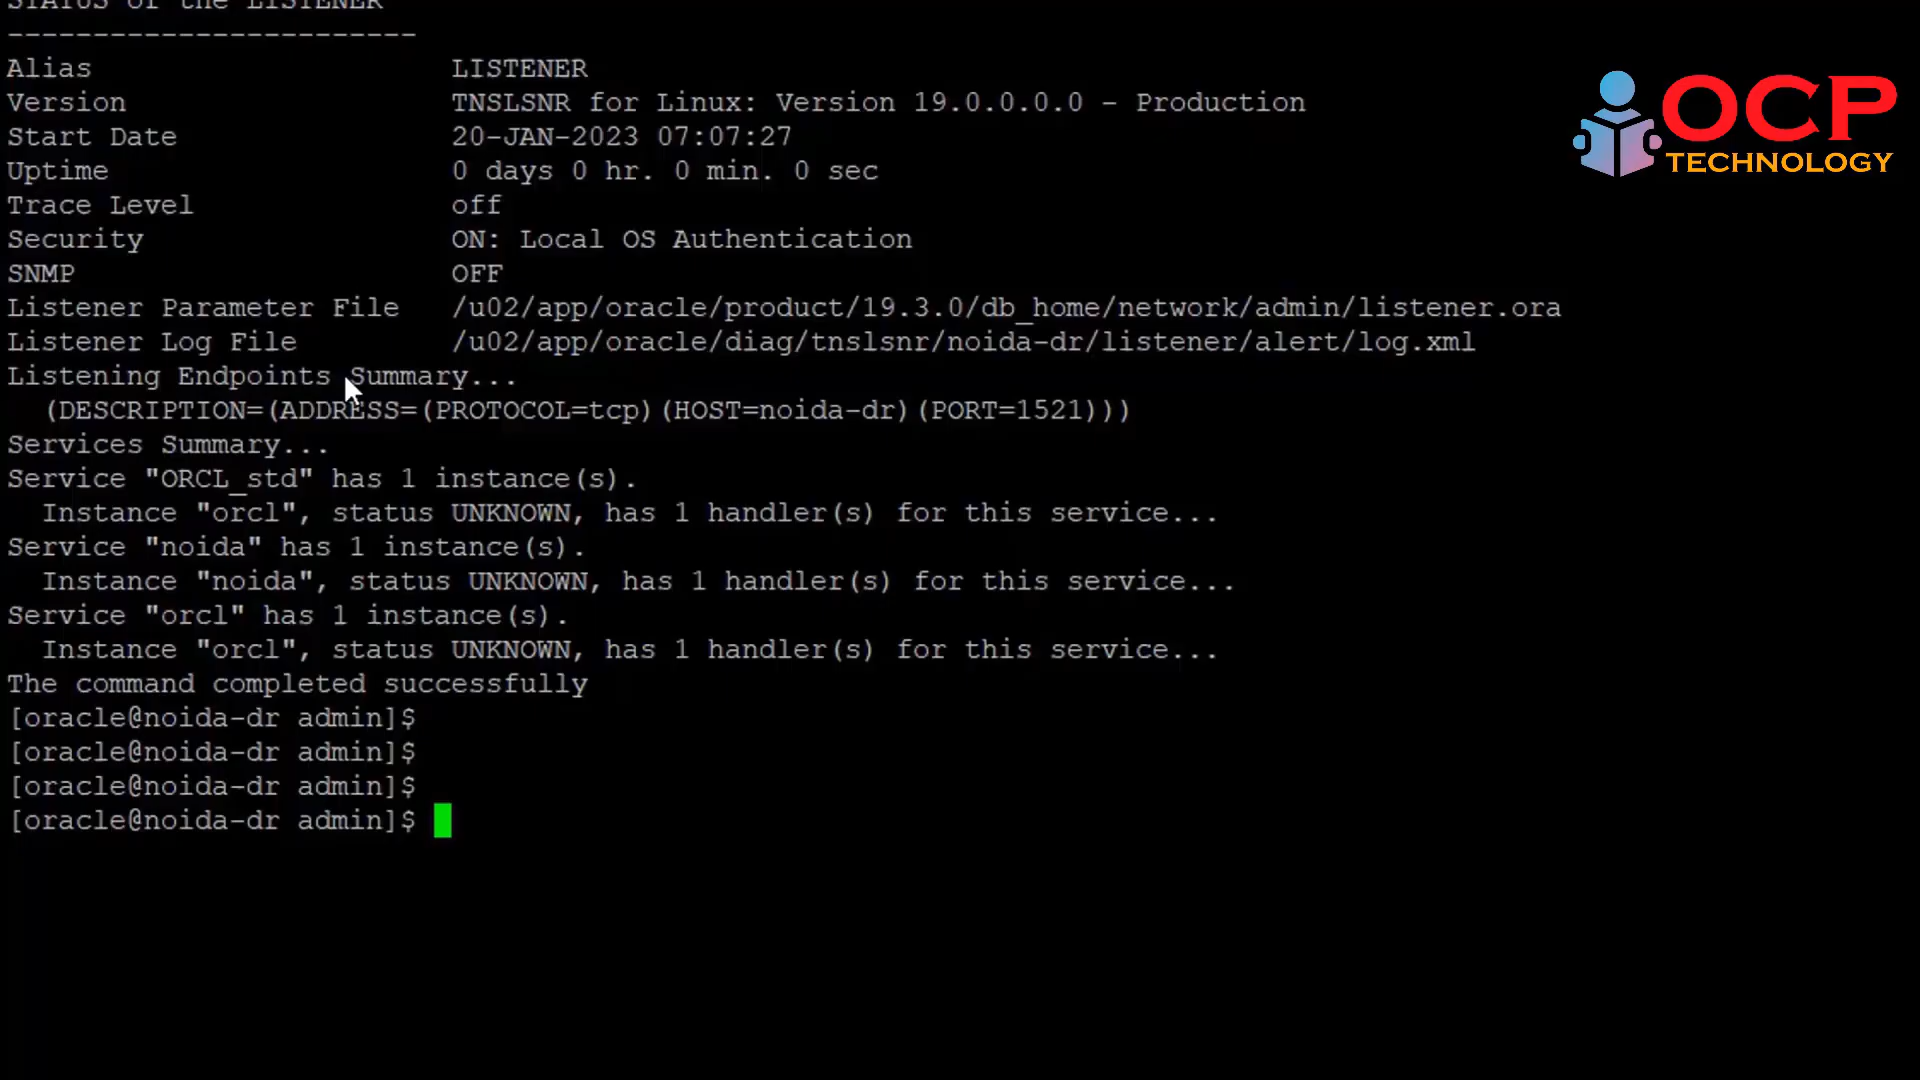 STATUS of the LISTENER
------------------------
Alias                     LISTENER
Version                   TNSLSNR for Linux: Version 19.0.0.0.0 - Production
Start Date                20-JAN-2023 07:07:27
Uptime                    0 days 0 hr. 0 min. 0 sec
Trace Level               off
Security                  ON: Local OS Authentication
SNMP                      OFF
Listener Parameter File   /u02/app/oracle/product/19.3.0/db_home/network/admin/listener.ora
Listener Log File         /u02/app/oracle/diag/tnslsnr/noida-dr/listener/alert/log.xml
Listening Endpoints Summary...
  (DESCRIPTION=(ADDRESS=(PROTOCOL=tcp)(HOST=noida-dr)(PORT=1521)))
Services Summary...
Service "ORCL_std" has 1 instance(s).
  Instance "orcl", status UNKNOWN, has 1 handler(s) for this service...
Service "noida" has 1 instance(s).
  Instance "noida", status UNKNOWN, has 1 handler(s) for this service...
Service "orcl" has 1 instance(s).
  Instance "orcl", status UNKNOWN, has 1 handler(s) for this service...
The command completed successfully
[oracle@noida-dr admin]$
[oracle@noida-dr admin]$
[oracle@noida-dr admin]$
[oracle@noida-dr admin]$
OCP
TECHNOLOGY